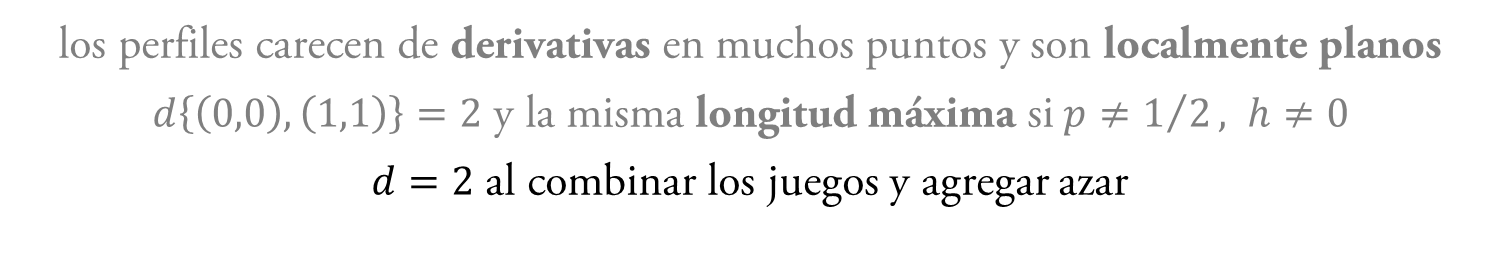 los perfiles carecen de derivativas en muchos puntos y son localmente planos
d{(0,0), (1,1)} = 2 y la misma longitud máxima si p ≠ 1/2, h ≠ 0
d = 2 al combinar los juegos y agregar azar